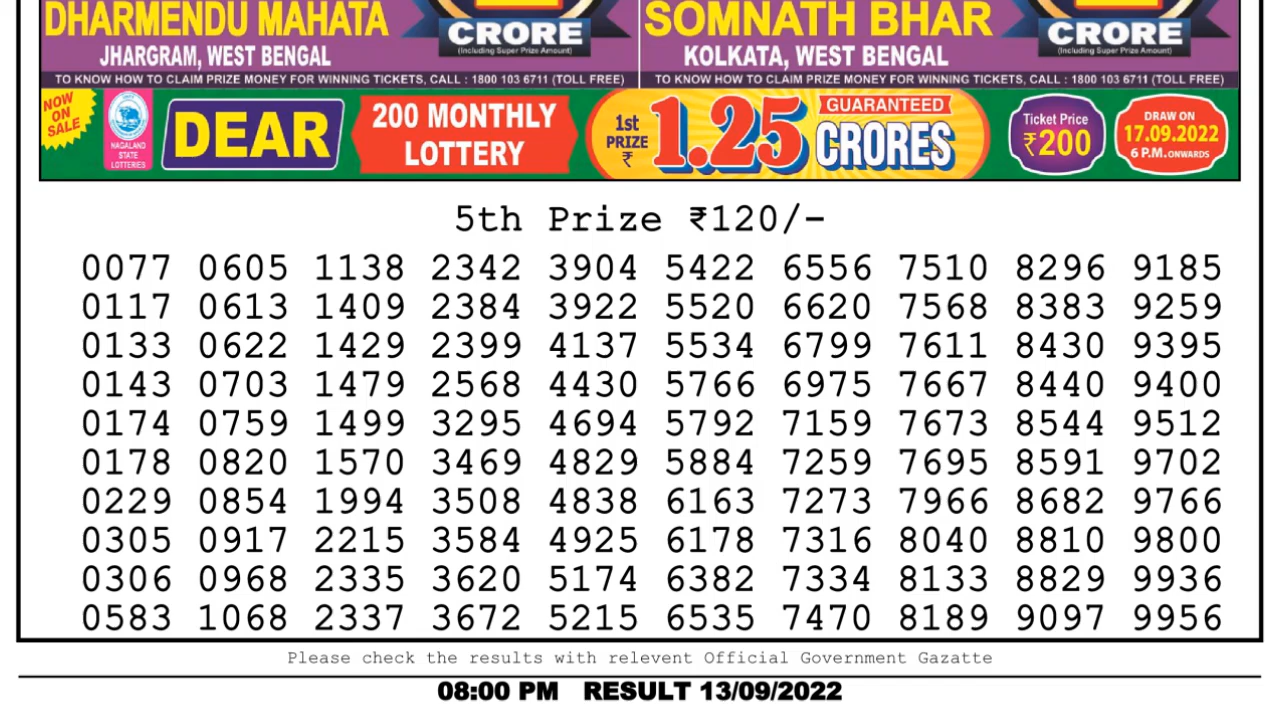 DHARMENDU MAHATA
JHARGRAM, WEST BENGAL
CRORE
(Including Super Prize Amount)
SOMNATH BHAR
KOLKATA, WEST BENGAL
CRORE
(Including Super Prize Amount)
TO KNOW HOW TO CLAIM PRIZE MONEY FOR WINNING TICKETS, CALL : 1800 103 6711 (TOLL FREE)
TO KNOW HOW TO CLAIM PRIZE MONEY FOR WINNING TICKETS, CALL : 1800 103 6711 (TOLL FREE)
NOW
ON
SALE
NAGALAND
STATE
LOTTERIES
DEAR
200 MONTHLY
LOTTERY
1st
PRIZE
₹
1.25
GUARANTEED
CRORES
Ticket Price
₹200
DRAW ON
17.09.2022
6 P.M. ONWARDS
5th Prize ₹120/-
0077 0605 1138 2342 3904 5422 6556 7510 8296 9185
0117 0613 1409 2384 3922 5520 6620 7568 8383 9259
0133 0622 1429 2399 4137 5534 6799 7611 8430 9395
0143 0703 1479 2568 4430 5766 6975 7667 8440 9400
0174 0759 1499 3295 4694 5792 7159 7673 8544 9512
0178 0820 1570 3469 4829 5884 7259 7695 8591 9702
0229 0854 1994 3508 4838 6163 7273 7966 8682 9766
0305 0917 2215 3584 4925 6178 7316 8040 8810 9800
0306 0968 2335 3620 5174 6382 7334 8133 8829 9936
0583 1068 2337 3672 5215 6535 7470 8189 9097 9956
Please check the results with relevent Official Government Gazatte
08:00 PM RESULT 13/09/2022